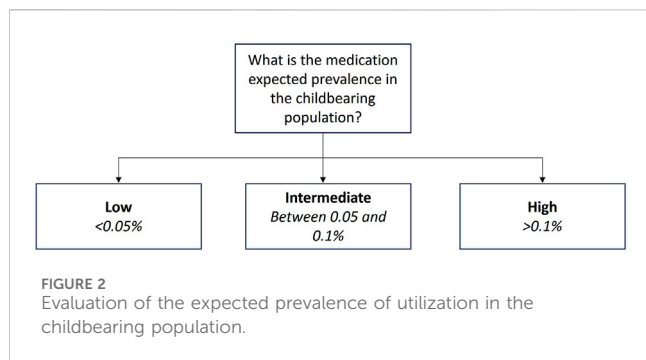 What is the medication
expected prevalence in
the childbearing
population?
Low
<0.05%
Intermediate
Between 0.05 and
0.1%
High
>0.1%
FIGURE 2
Evaluation of the expected prevalence of utilization in the
childbearing population.